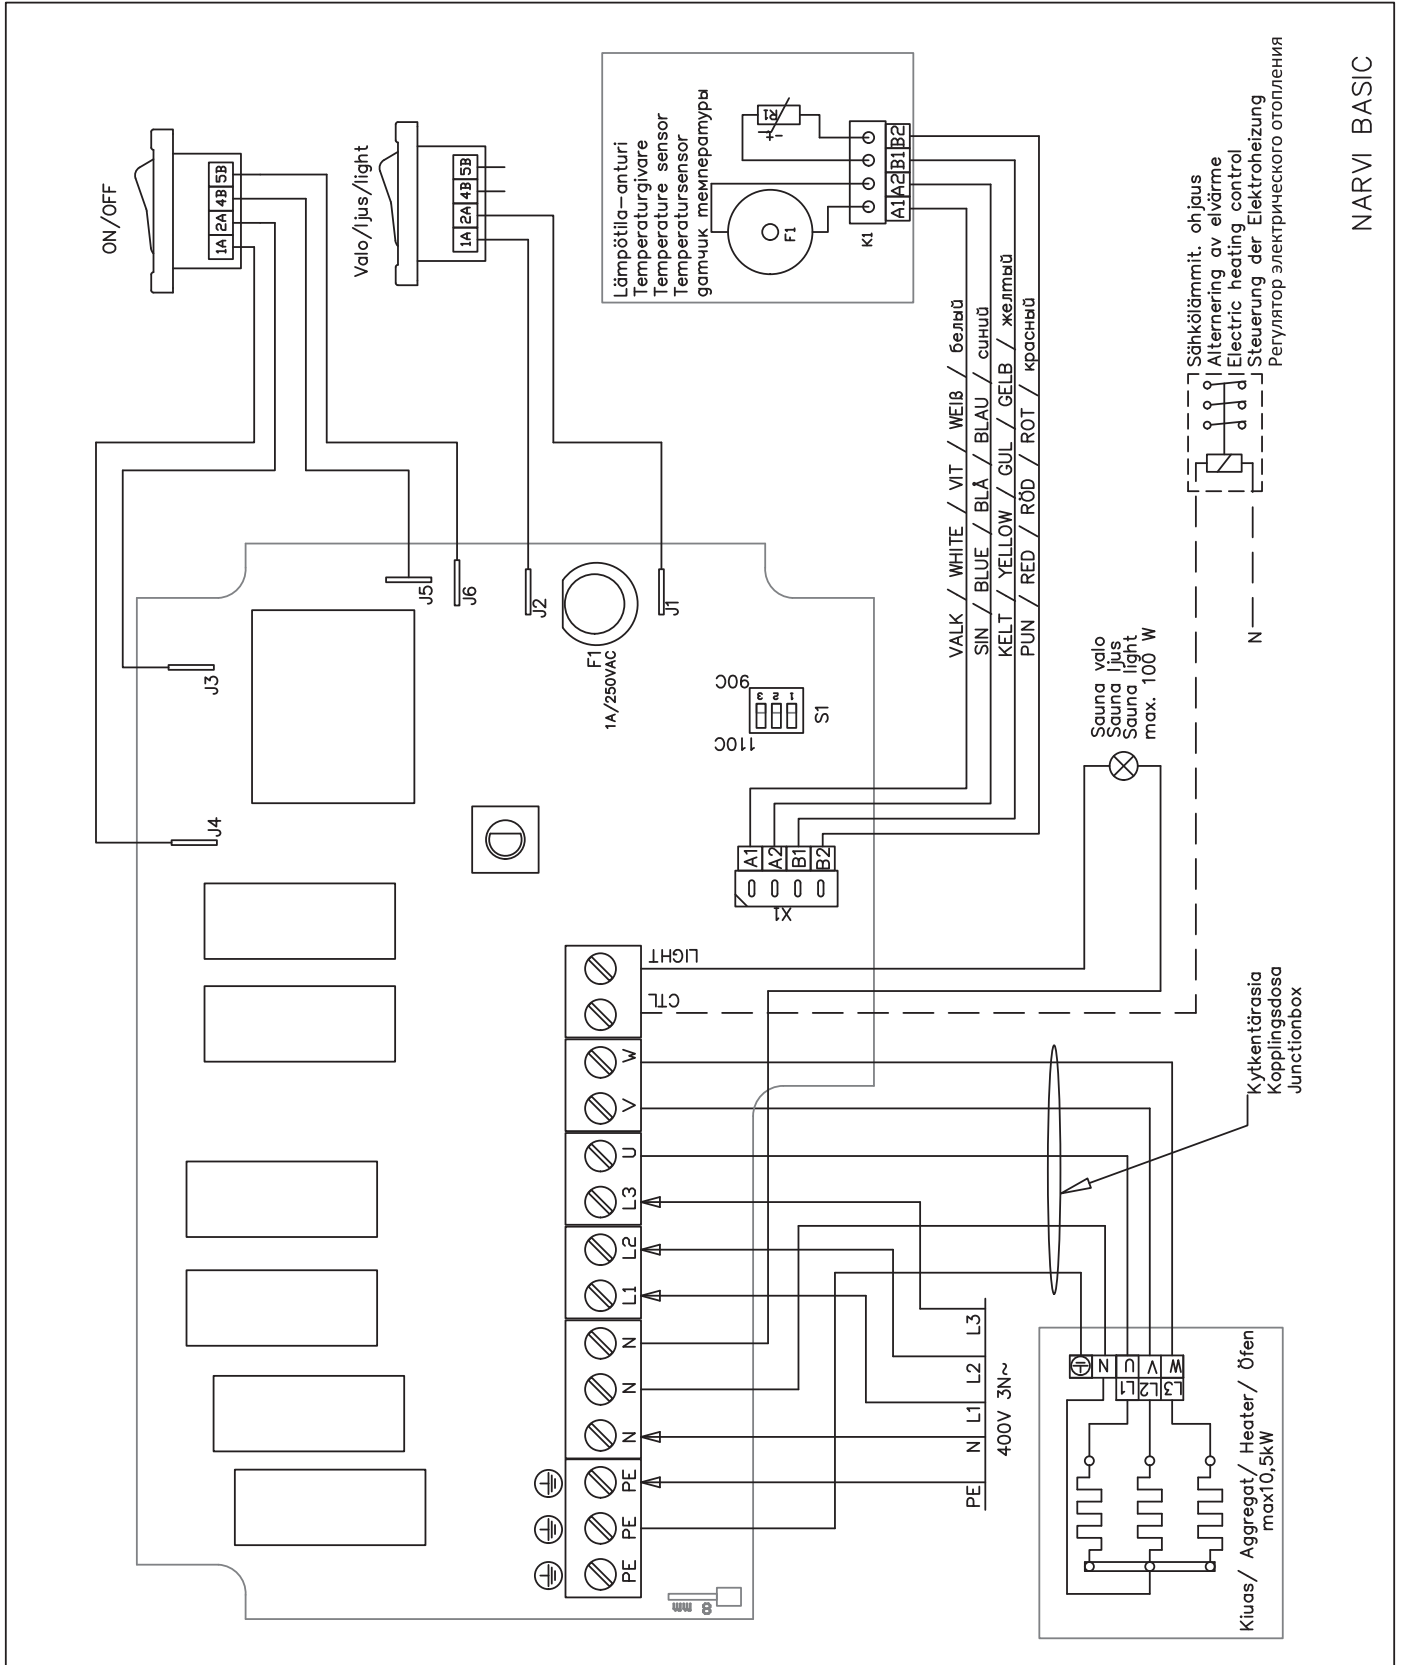 NARVI BASIC
ON/OFF
1A 2A 4B 5B
Valo/ljus/light
1A 2A 4B 5B
Lämpötila-anturi
Temperaturgivare
Temperature sensor
Temperatursensor
gатчик температуры
R1
+t -
F1
K1
A1 A2 B1 B2
VALK / WHITE / VIT / WEIß / белый
SIN / BLUE / BLÅ / BLAU / синий
KELT / YELLOW / GUL / GELB / желтый
PUN / RED / RÖD / ROT / красный
Sähkölämmit. ohjaus
Alternering av elvärme
Electric heating control
Steuerung der Elektroheizung
Регулятор электрического отопления
N
J4
J3
J5
J6
J2
J1
F1
1A/250VAC
90C
110C
1 2 3
S1
A1
A2
B1
B2
X1
Sauna valo
Sauna ljus
Sauna light
max. 100 W
PE PE PE N N N L1 L2 L3 U V W CTL LIGHT
8 mm
Kytkentärasia
Kopplingsdosa
Junctionbox
PE N L1 L2 L3
400V 3N~
N U V W
L1 L2 L3
Kiuas/ Aggregat/ Heater/ Öfen
max10,5kW